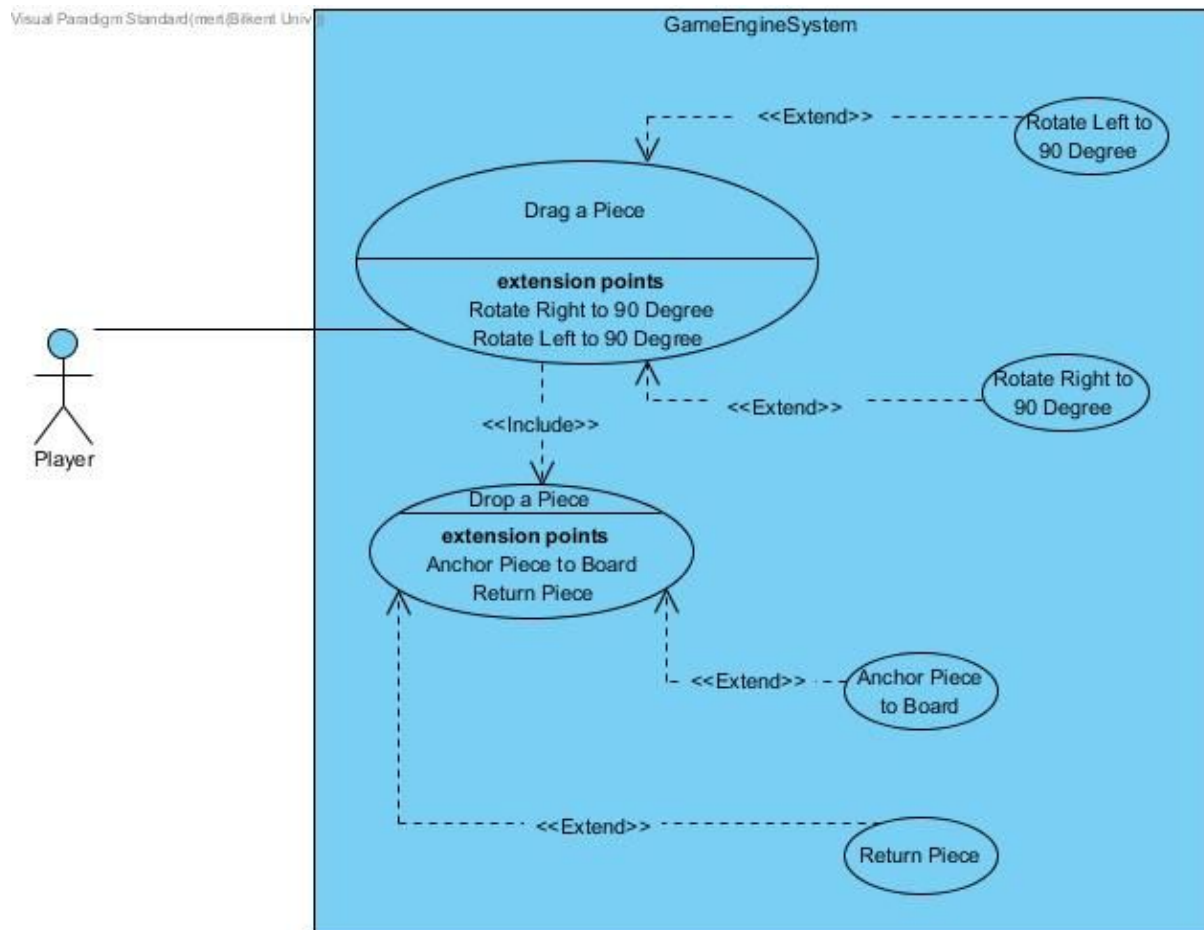 Visual Paradigm Standard(mert(Bilkent Univ.))
GameEngineSystem
<<Extend>>
Rotate Left to
90 Degree
Drag a Piece
extension points
Rotate Right to 90 Degree
Rotate Left to 90 Degree
Rotate Right to
90 Degree
<<Extend>>
<<Include>>
Player
Drop a Piece
extension points
Anchor Piece to Board
Return Piece
<<Extend>>
Anchor Piece
to Board
<<Extend>>
Return Piece